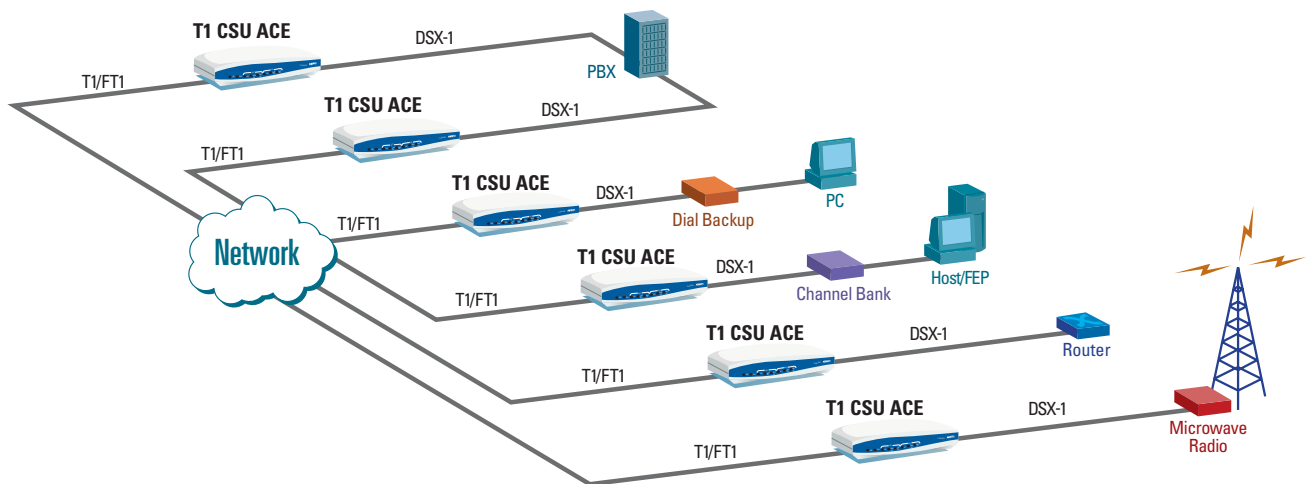 T1 CSU ACE
DSX-1
T1/FT1
PBX
T1 CSU ACE
DSX-1
T1/FT1
T1 CSU ACE
DSX-1
T1/FT1
Dial Backup
PC
Network
T1 CSU ACE
DSX-1
T1/FT1
Channel Bank
Host/FEP
T1 CSU ACE
DSX-1
T1/FT1
Router
T1 CSU ACE
DSX-1
T1/FT1
Microwave
Radio